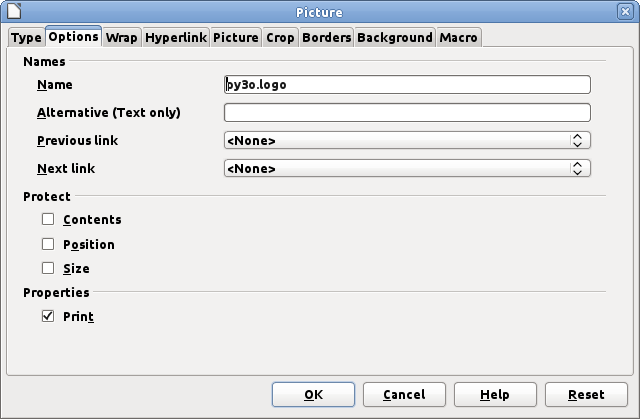 Picture
Type Options Wrap Hyperlink Picture Crop Borders Background Macro
Names
Name py3o.logo
Alternative (Text only)
Previous link <None>
Next link <None>
Protect
Contents
Position
Size
Properties
Print
OK Cancel Help Reset